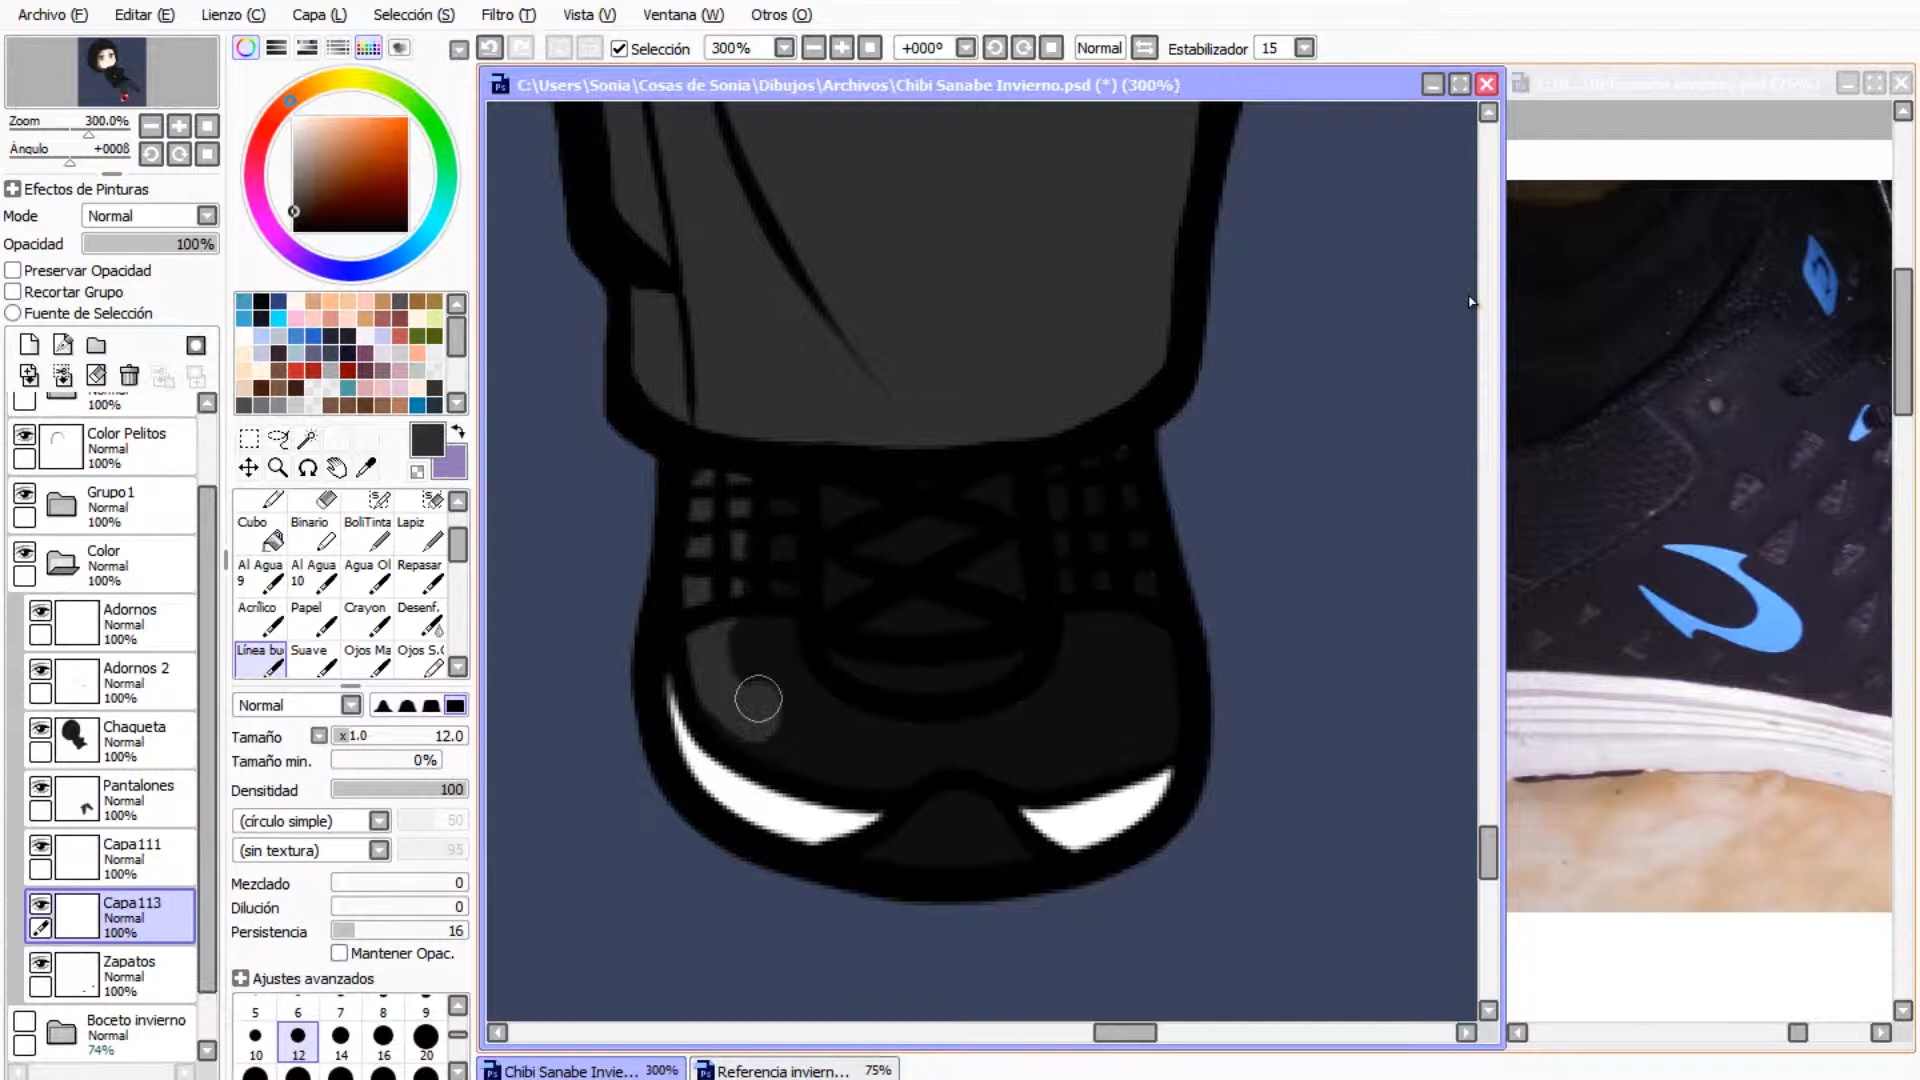 Archivo (F) Editar (E) Lienzo (C) Capa (L) Selección (S) Filtro (T) Vista (V) Ventana (W) Otros (O)
Selección 300% +000º Normal Estabilizador 15
C:\Users\Sonia\Cosas de Sonia\Dibujos\Archivos\Chibi Sanabe Invierno.psd (*) (300%)
Zoom 300.0%
Ángulo +000ß
Efectos de Pinturas
Mode Normal
Opacidad 100%
Preservar Opacidad
Recortar Grupo
Fuente de Selección
100%
Color Pelitos
Normal
100%
Grupo1
Normal
100%
Color
Normal
100%
Adornos
Normal
100%
Adornos 2
Normal
100%
Chaqueta
Normal
100%
Pantalones
Normal
100%
Capa111
Normal
100%
Capa113
Normal
100%
Zapatos
Normal
100%
Boceto invierno
Normal
74%
Cubo Binario BoliTinta Lapiz
Al Agua 9 Al Agua 10 Agua Ol Repasar
Acrílico Papel Crayon Desenf.
Línea bu Suave Ojos Ma Ojos S.
Normal
Tamaño x1.0 12.0
Tamaño min. 0%
Densitidad 100
(círculo simple) 50
(sin textura) 95
Mezclado 0
Dilución 0
Persistencia 16
Mantener Opac.
Ajustes avanzados
5 6 7 8 9
10 12 14 16 20
Chibi Sanabe Invie... 300%
Referencia inviern... 75%